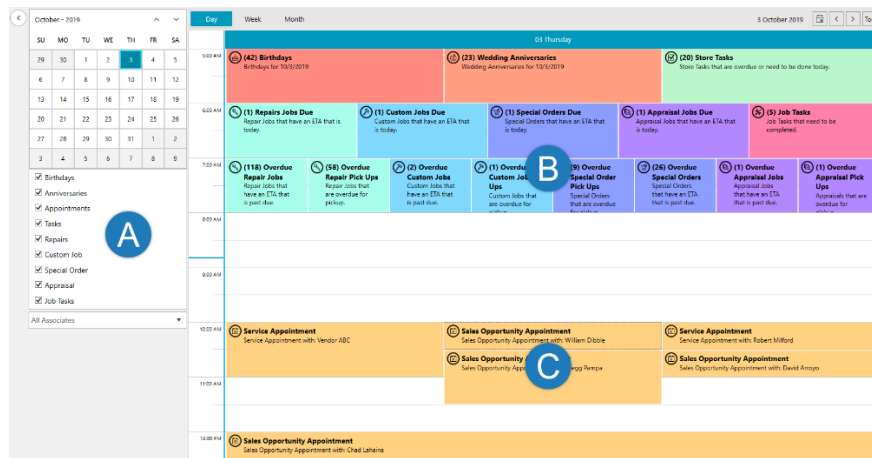 October - 2019
SU MO TU WE TH FR SA
29 30 1 2 3 4 5
6 7 8 9 10 11 12
13 14 15 16 17 18 19
20 21 22 23 24 25 26
27 28 29 30 31 1 2
3 4 5 6 7 8 9
Birthdays
Anniversaries
Appointments
Tasks
Repairs
Custom Job
Special Order
Appraisal
Job Tasks
A
All Associates
Day Week Month
3 October 2019
03 Thursday
(42) Birthdays
Birthdays for 10/3/2019
(23) Wedding Anniversaries
Wedding Anniversaries for 10/3/2019
(20) Store
Tasks
Store Tasks that are overdue or need to be done today.
6:00 AM
(1) Repairs Jobs Due
Repair Jobs that have an ETA that is
today.
(1) Custom Jobs Due
Custom Jobs that have an ETA that
is today.
(1) Special Orders Due
Special Orders that have an ETA that
is today.
(1) Appraisal Jobs Due
Appraisal Jobs that have an ETA that
is today.
(5) Job Tasks
Job Tasks that need to be
completed.
7:00 AM
(118) Overdue
Repair Jobs
Repair Jobs that
have an ETA that
is past due.
(58) Overdue
Repair Pick Ups
Repair Jobs that
are overdue for
pickup.
(2) Overdue
Custom Jobs
Custom Jobs that
have an ETA that
is past due.
(1) Overdue
Custom
Ups
Custom Jobs that
are overdue for
B
Overdue
Special Order
Pick Ups
Special Orders
that are overdue
(26) Overdue
Special Orders
Special Orders
that have an ETA
that is past due.
(1) Overdue
Appraisal Jobs
Appraisal Jobs
that have an ETA
that is past due.
(1) Overdue
Appraisal Pick
Ups
Appraisals that are
overdue for
8:00 AM
9:00 AM
10:00 AM
Service Appointment
Service Appointment with: Vendor ABC
Sales Opportunity Appointment
Sales Opportunity Appointment with: William Dibble
Service Appointment
Service Appointment with: Robert Milford
Sales Opportunity
Sales Opportunity
Pampa
C
Sales Opportunity Appointment
Sales Opportunity Appointment with: David Arroyo
11:00 AM
12:00 PM
Sales Opportunity Appointment
Sales Opportunity Appointment with: Chad Lahaina